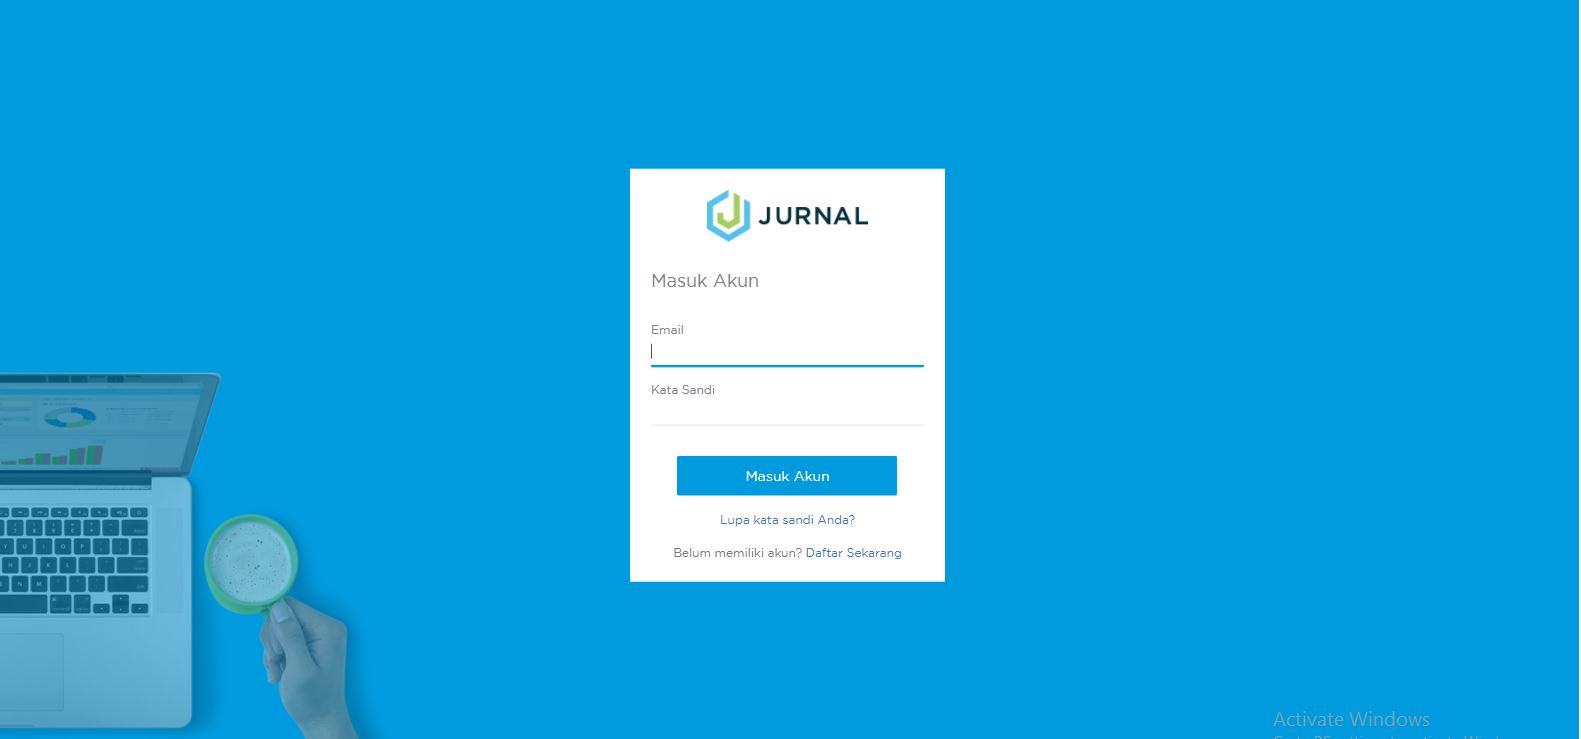 JURNAL
Masuk Akun
Email
Kata Sandi
Masuk Akun
Lupa kata sandi Anda?
Belum memiliki akun? Daftar Sekarang
Activate Windows